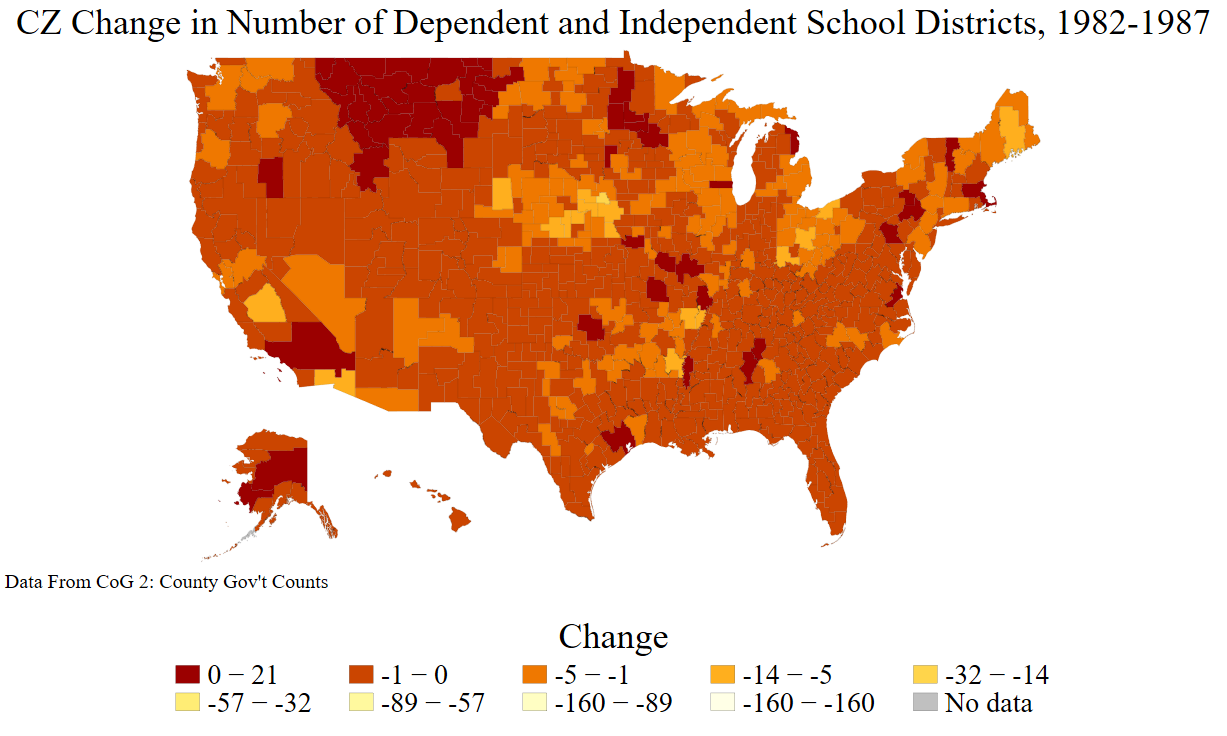 CZ Change in Number of Dependent and Independent School Districts, 1982-1987
Data From CoG 2: County Gov't Counts
Change
0 − 21 -1 − 0 -5 − -1 -14 − -5 -32 − -14
-57 − -32 -89 − -57 -160 − -89 -160 − -160 No data